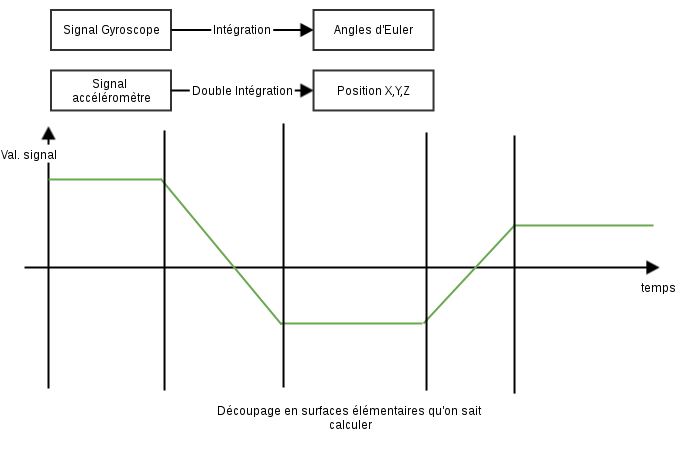 Signal Gyroscope
Intégration
Angles d'Euler
Signal
accéléromètre
Double Intégration
Position X,Y,Z
Val. signal
temps
Découpage en surfaces élémentaires qu'on sait
calculer